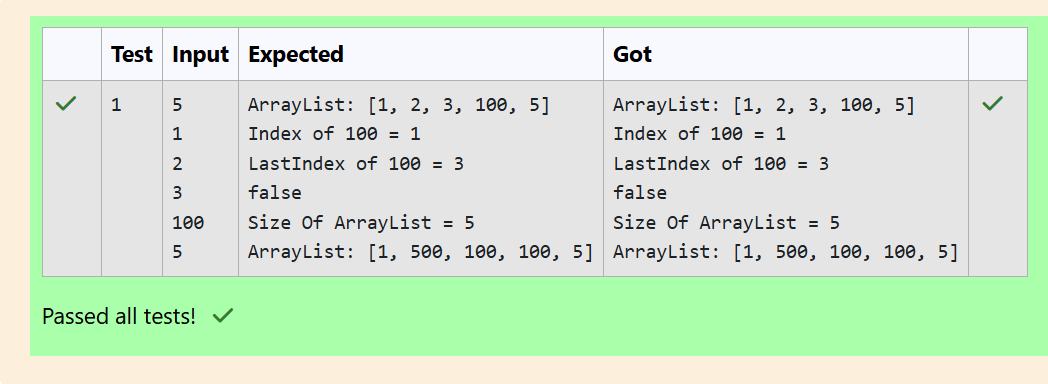 Test Input Expected Got
1 5 ArrayList: [1, 2, 3, 100, 5] ArrayList: [1, 2, 3, 100, 5]
1 Index of 100 = 1 Index of 100 = 1
2 LastIndex of 100 = 3 LastIndex of 100 = 3
3 false false
100 Size Of ArrayList = 5 Size Of ArrayList = 5
5 ArrayList: [1, 500, 100, 100, 5] ArrayList: [1, 500, 100, 100, 5]
Passed all tests!